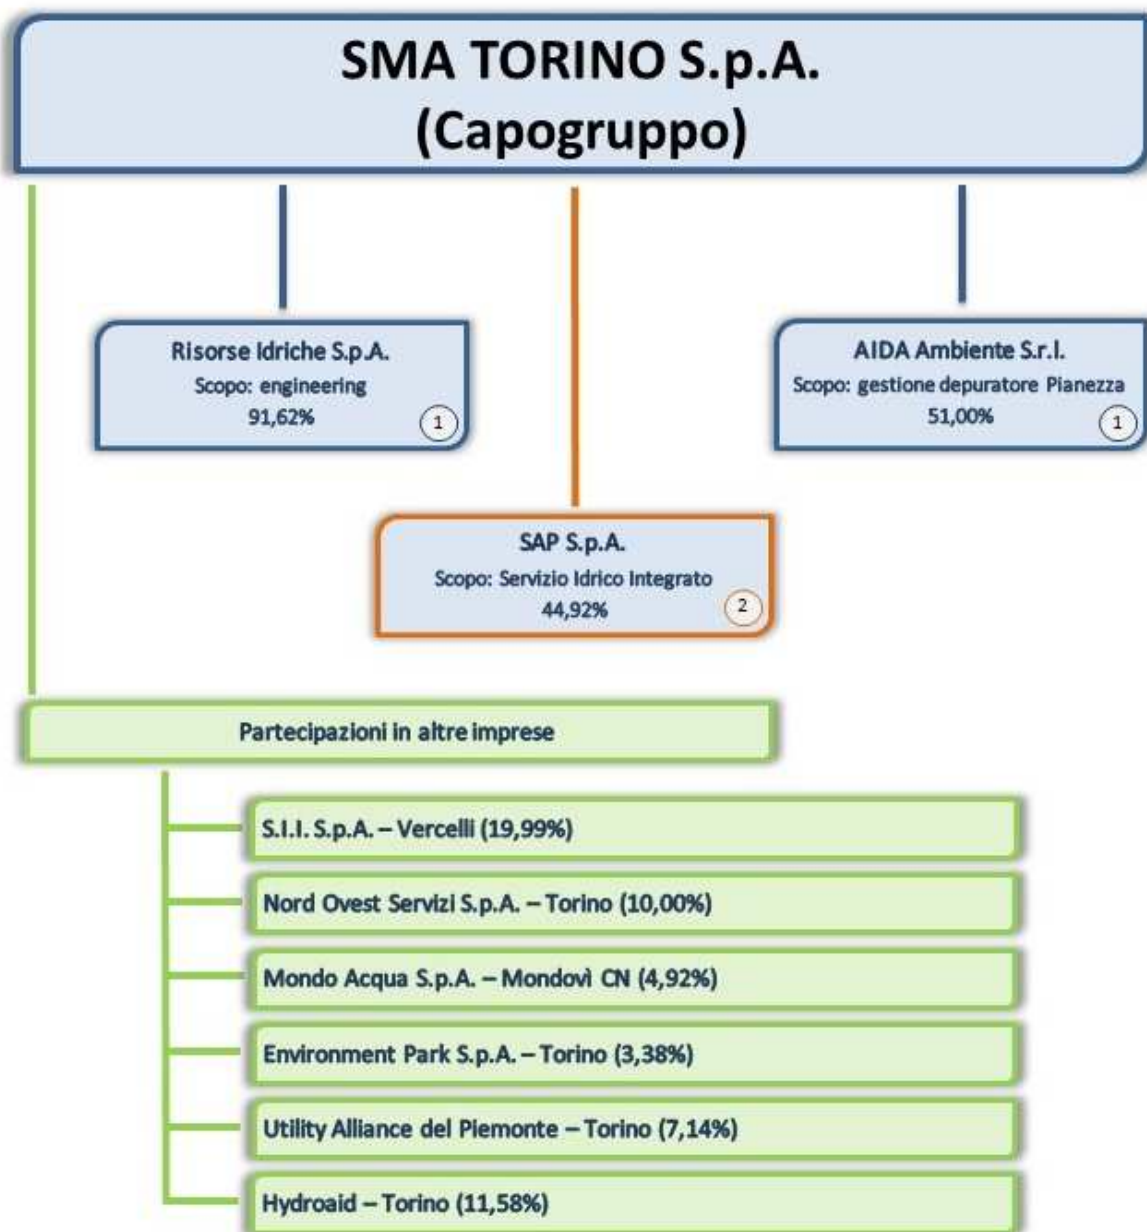 SMA TORINO S.p.A.
(Capogruppo)
Risorse Idriche S.p.A.
Scopo: engineering
91,62%
1
AIDA Ambiente S.r.l.
Scopo: gestione depuratore Pianezza
51,00%
1
SAP S.p.A.
Scopo: Servizio Idrico Integrato
44,92%
2
Partecipazioni in altre imprese
S.I.I. S.p.A. – Vercelli (19,99%)
Nord Ovest Servizi S.p.A. – Torino (10,00%)
Mondo Acqua S.p.A. – Mondovì CN (4,92%)
Environment Park S.p.A. – Torino (3,38%)
Utility Alliance del Piemonte – Torino (7,14%)
Hydroaid – Torino (11,58%)